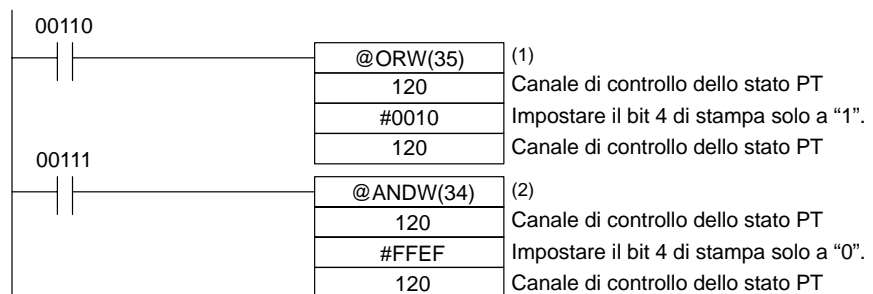 00110
@ORW(35) (1)
120 Canale di controllo dello stato PT
#0010 Impostare il bit 4 di stampa solo a “1”.
120 Canale di controllo dello stato PT
00111
@ANDW(34) (2)
120 Canale di controllo dello stato PT
#FFEF Impostare il bit 4 di stampa solo a “0”.
120 Canale di controllo dello stato PT